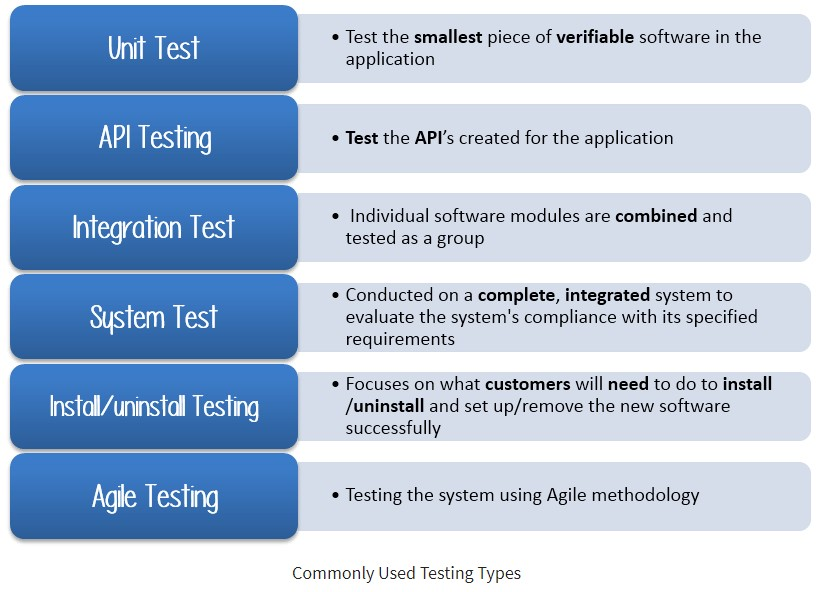 Unit Test
• Test the smallest piece of verifiable software in the
application
API Testing
• Test the API’s created for the application
Integration Test
• Individual software modules are combined and
tested as a group
System Test
• Conducted on a complete, integrated system to
evaluate the system's compliance with its specified
requirements
Install/uninstall Testing
• Focuses on what customers will need to do to install
/uninstall and set up/remove the new software
successfully
Agile Testing
• Testing the system using Agile methodology
Commonly Used Testing Types